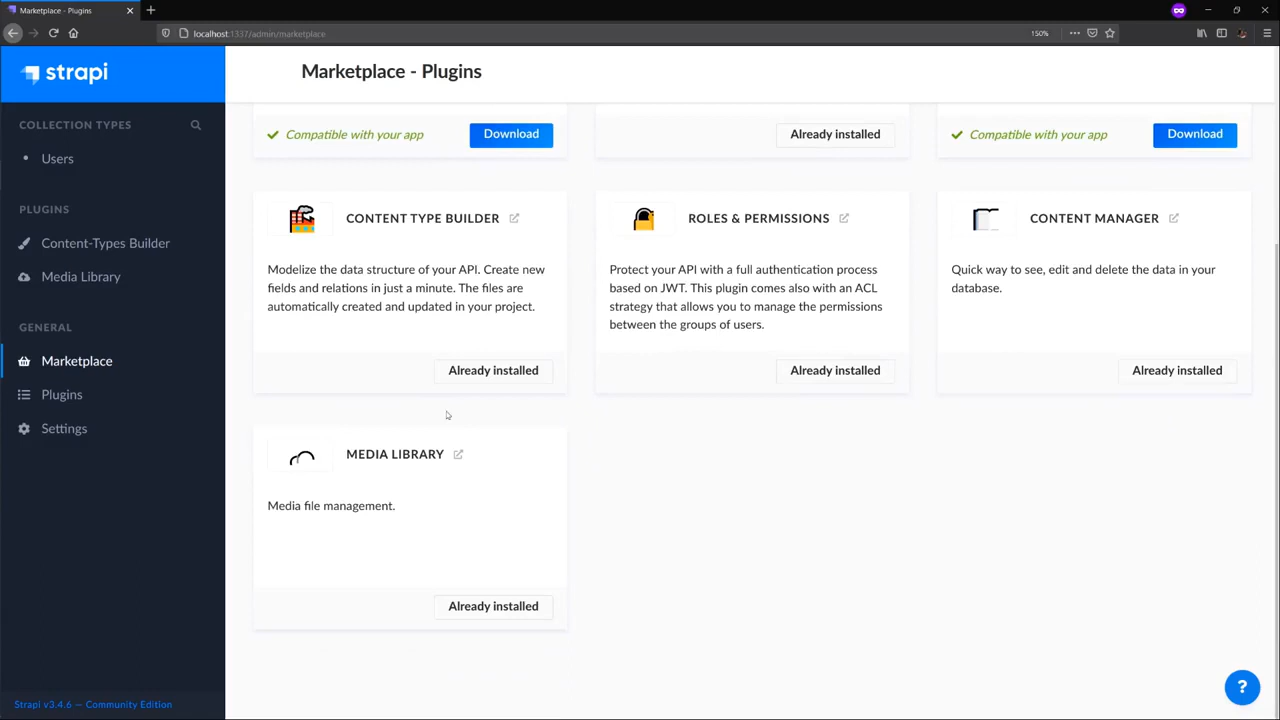 Marketplace - Plugins
localhost:1337/admin/marketplace
150%
strapi
Marketplace - Plugins
COLLECTION TYPES
Users
PLUGINS
Content-Types Builder
Media Library
GENERAL
Marketplace
Plugins
Settings
Strapi v3.4.6 — Community Edition
Compatible with your app
Download
Already installed
Compatible with your app
Download
CONTENT TYPE BUILDER
Modelize the data structure of your API. Create new
fields and relations in just a minute. The files are
automatically created and updated in your project.
Already installed
ROLES & PERMISSIONS
Protect your API with a full authentication process
based on JWT. This plugin comes also with an ACL
strategy that allows you to manage the permissions
between the groups of users.
Already installed
CONTENT MANAGER
Quick way to see, edit and delete the data in your
database.
Already installed
MEDIA LIBRARY
Media file management.
Already installed
?